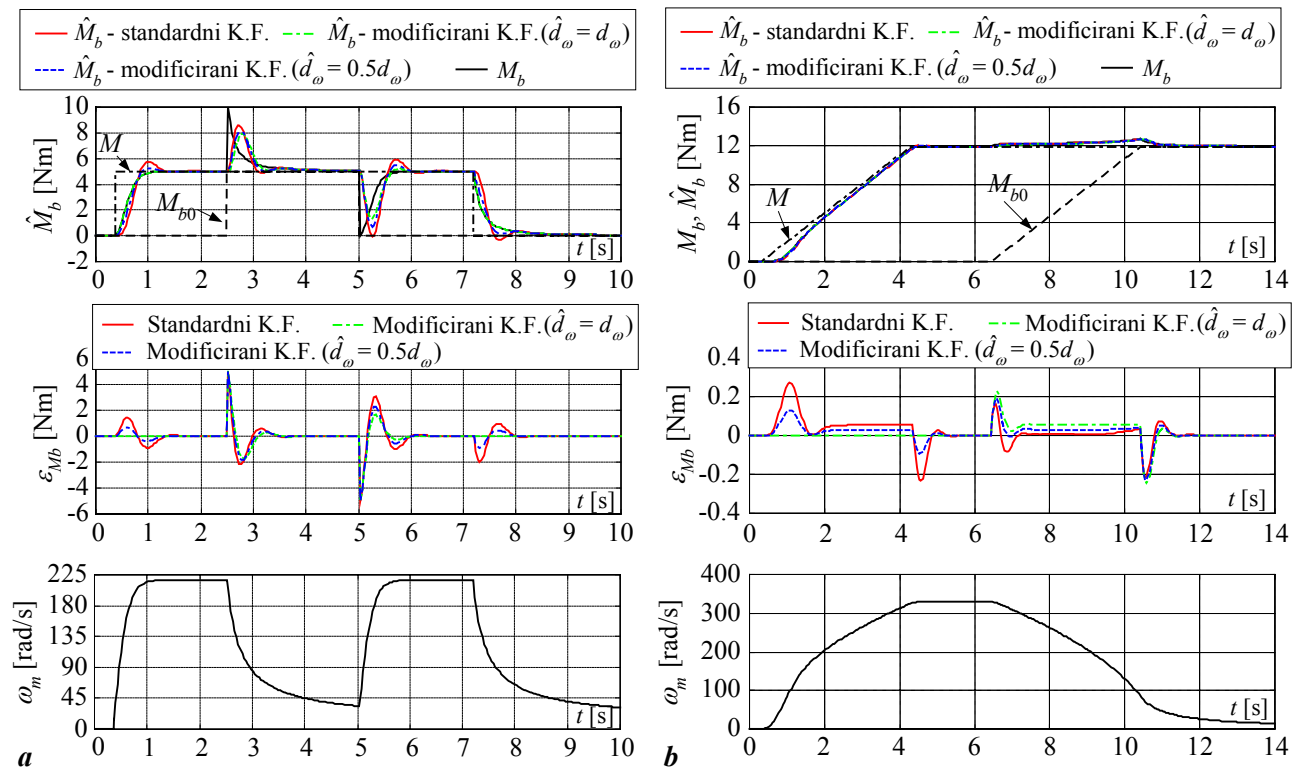 M̂_b - standardni K.F. M̂_b - modificirani K.F. (d̂_ω = d_ω)
M̂_b - modificirani K.F. (d̂_ω = 0.5d_ω) M_b
M̂_b [Nm]
10
8
6
4
2
0
-2
M
M_b0
t [s]
0 1 2 3 4 5 6 7 8 9 10
Standardni K.F. Modificirani K.F. (d̂_ω = d_ω)
Modificirani K.F. (d̂_ω = 0.5d_ω)
ε_Mb [Nm]
6
4
2
0
-2
-4
-6
t [s]
0 1 2 3 4 5 6 7 8 9 10
ω_m [rad/s]
225
180
135
90
45
0
t [s]
0 1 2 3 4 5 6 7 8 9 10
a
M̂_b - standardni K.F. M̂_b - modificirani K.F. (d̂_ω = d_ω)
M̂_b - modificirani K.F. (d̂_ω = 0.5d_ω) M_b
M_b, M̂_b [Nm]
16
12
8
4
0
M
M_b0
t [s]
0 2 4 6 8 10 12 14
Standardni K.F. Modificirani K.F. (d̂_ω = d_ω)
Modificirani K.F. (d̂_ω = 0.5d_ω)
ε_Mb [Nm]
0.4
0.2
0
-0.2
-0.4
t [s]
0 2 4 6 8 10 12 14
ω_m [rad/s]
400
300
200
100
0
t [s]
0 2 4 6 8 10 12 14
b